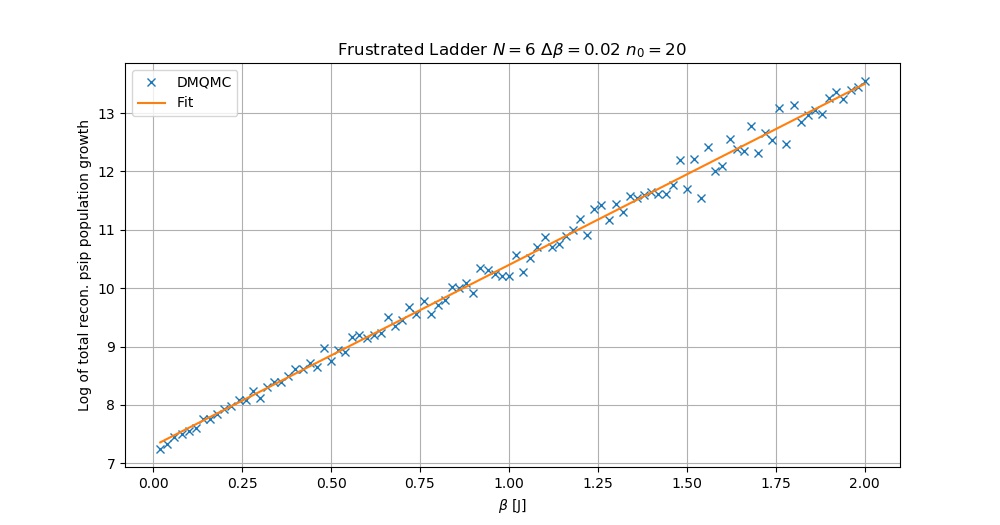 Frustrated Ladder N = 6 Δβ = 0.02 n₀ = 20
DMQMC
Fit
Log of total recon. psip population growth
13
12
11
10
9
8
7
0.00 0.25 0.50 0.75 1.00 1.25 1.50 1.75 2.00
β [J]